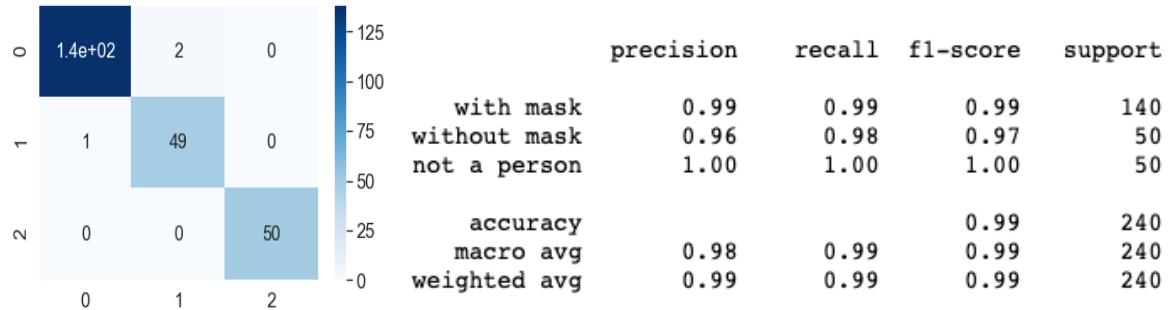 0 1.4e+02 2 0
1 1 49 0
2 0 0 50
0 1 2
125
100
75
50
25
0
precision recall f1-score support
with mask 0.99 0.99 0.99 140
without mask 0.96 0.98 0.97 50
not a person 1.00 1.00 1.00 50
accuracy 0.99 240
macro avg 0.98 0.99 0.99 240
weighted avg 0.99 0.99 0.99 240